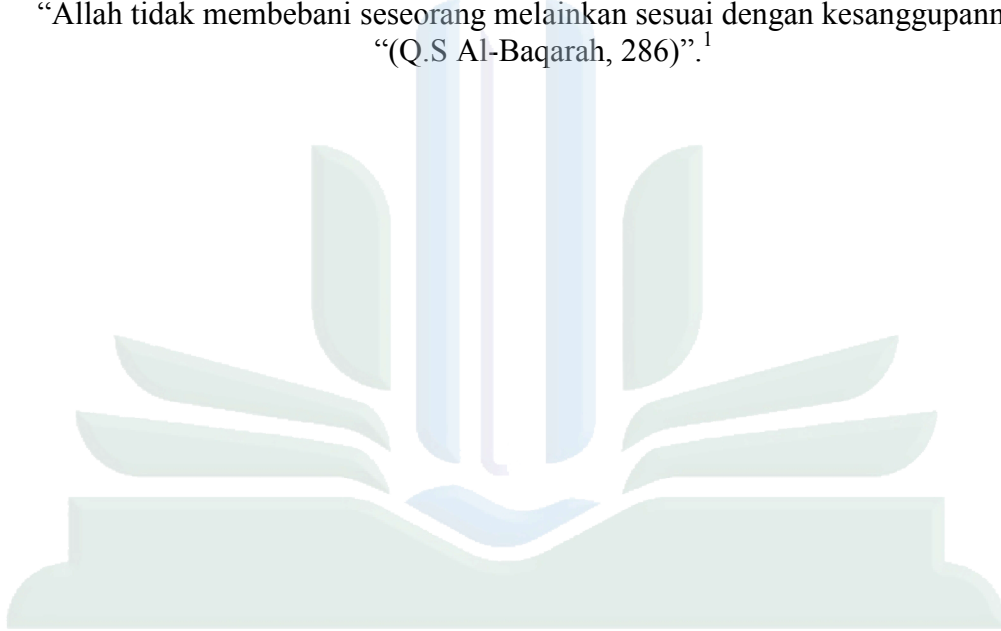 “Allah tidak membebani seseorang melainkan sesuai dengan kesanggupann
“(Q.S Al-Baqarah, 286)”.1